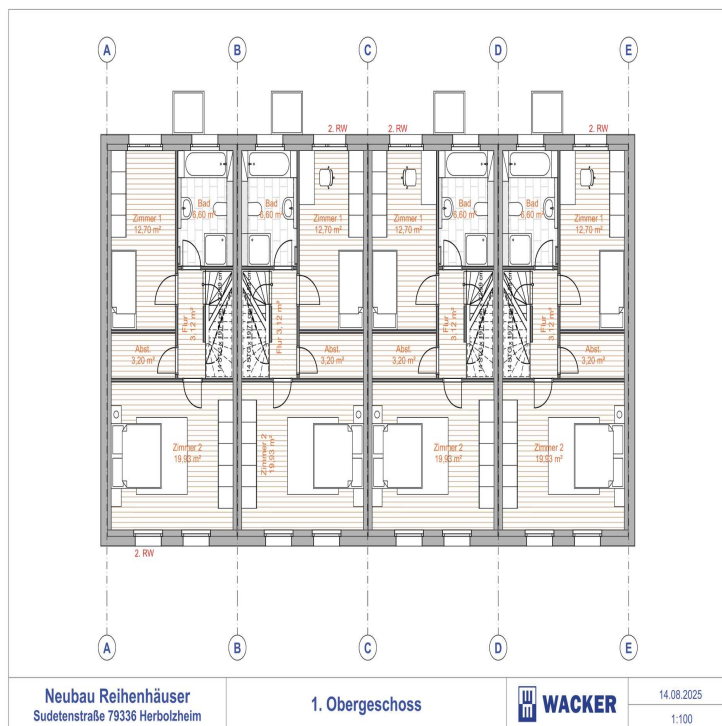 A B C D E
2. RW 2. RW 2. RW
Bad
6,60 m²
Bad
6,60 m²
Bad
6,60 m²
Bad
6,60 m²
Zimmer 1
12,70 m²
Zimmer 1
12,70 m²
Zimmer 1
12,70 m²
Zimmer 1
12,70 m²
Flur
3,12 m²
Flur 3,12 m²
Flur
3,12 m²
Flur
3,12 m²
Abst.
3,20 m²
Abst.
3,20 m²
Abst.
3,20 m²
Abst.
3,20 m²
Zimmer 2
19,93 m²
Zimmer 2
19,93 m²
Zimmer 2
19,93 m²
Zimmer 2
19,93 m²
2. RW
A B C D E
Neubau Reihenhäuser
Sudetenstraße 79336 Herbolzheim
1. Obergeschoss
WACKER
14.08.2025
1:100